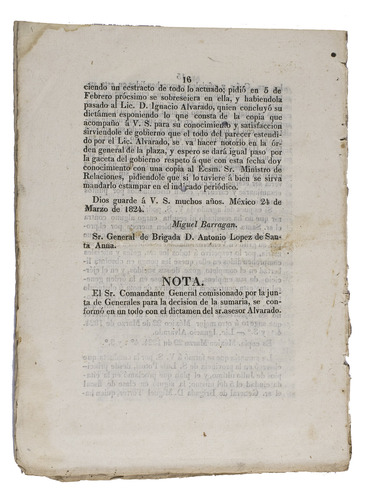 16
ciendo un estracto de todo lo actuado; pidió en 5 de
Febrero prócsimo se sobreseiera en ella, y habiendola
pasado al Lic. D. Ignacio Alvarado, quien concluyó su
dictámen esponiendo lo que consta de la copia que
acompaño á V. S. para su conocimiento y satisfaccion
sirviendole de gobierno que el todo del parecer estendi-
do por el Lic. Alvarado, se va hacer notorio en la ór-
den general de la plaza, y espero se dará igual paso por
la gaceta del gobierno respeto á que con esta fecha doy
conocimiento con una copia al Ecsm. Sr. Ministro de
Relaciones, pidiendole que si lo tuviere á bien se sirva
mandarlo estampar en el indicado periódico.
Dios guarde á V. S. muchos años. México 24 de
Marzo de 1824.
Miguel Barragan.
Sr. General de Brigada D. Antonio Lopez de San-
ta Anna.
NOTA.
El Sr. Comandante General comisionado por la jun-
ta de Generales para la decision de la sumaria, se con-
formó en un todo con el dictamen del sr. asesor Alvarado.